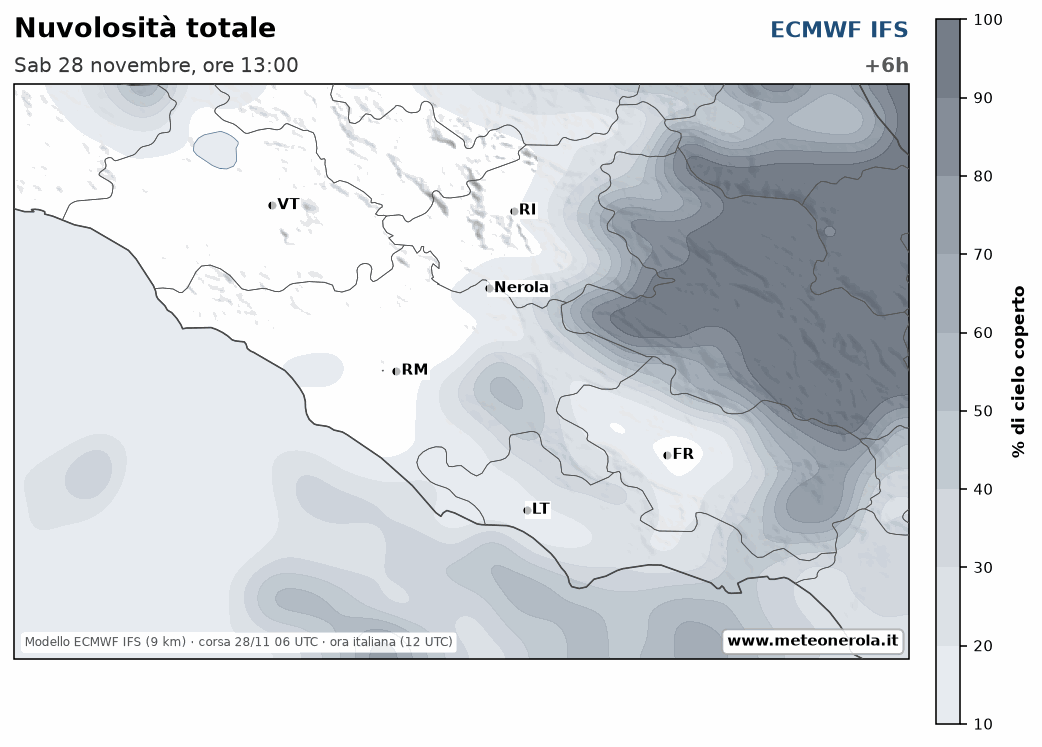 Nuvolosità totale
ECMWF IFS
Sab 28 novembre, ore 13:00
+6h
VT
RI
Nerola
RM
FR
LT
Modello ECMWF IFS (9 km) · corsa 28/11 06 UTC · ora italiana (12 UTC)
www.meteonerola.it
100
90
80
70
60
50
40
30
20
10
% di cielo coperto